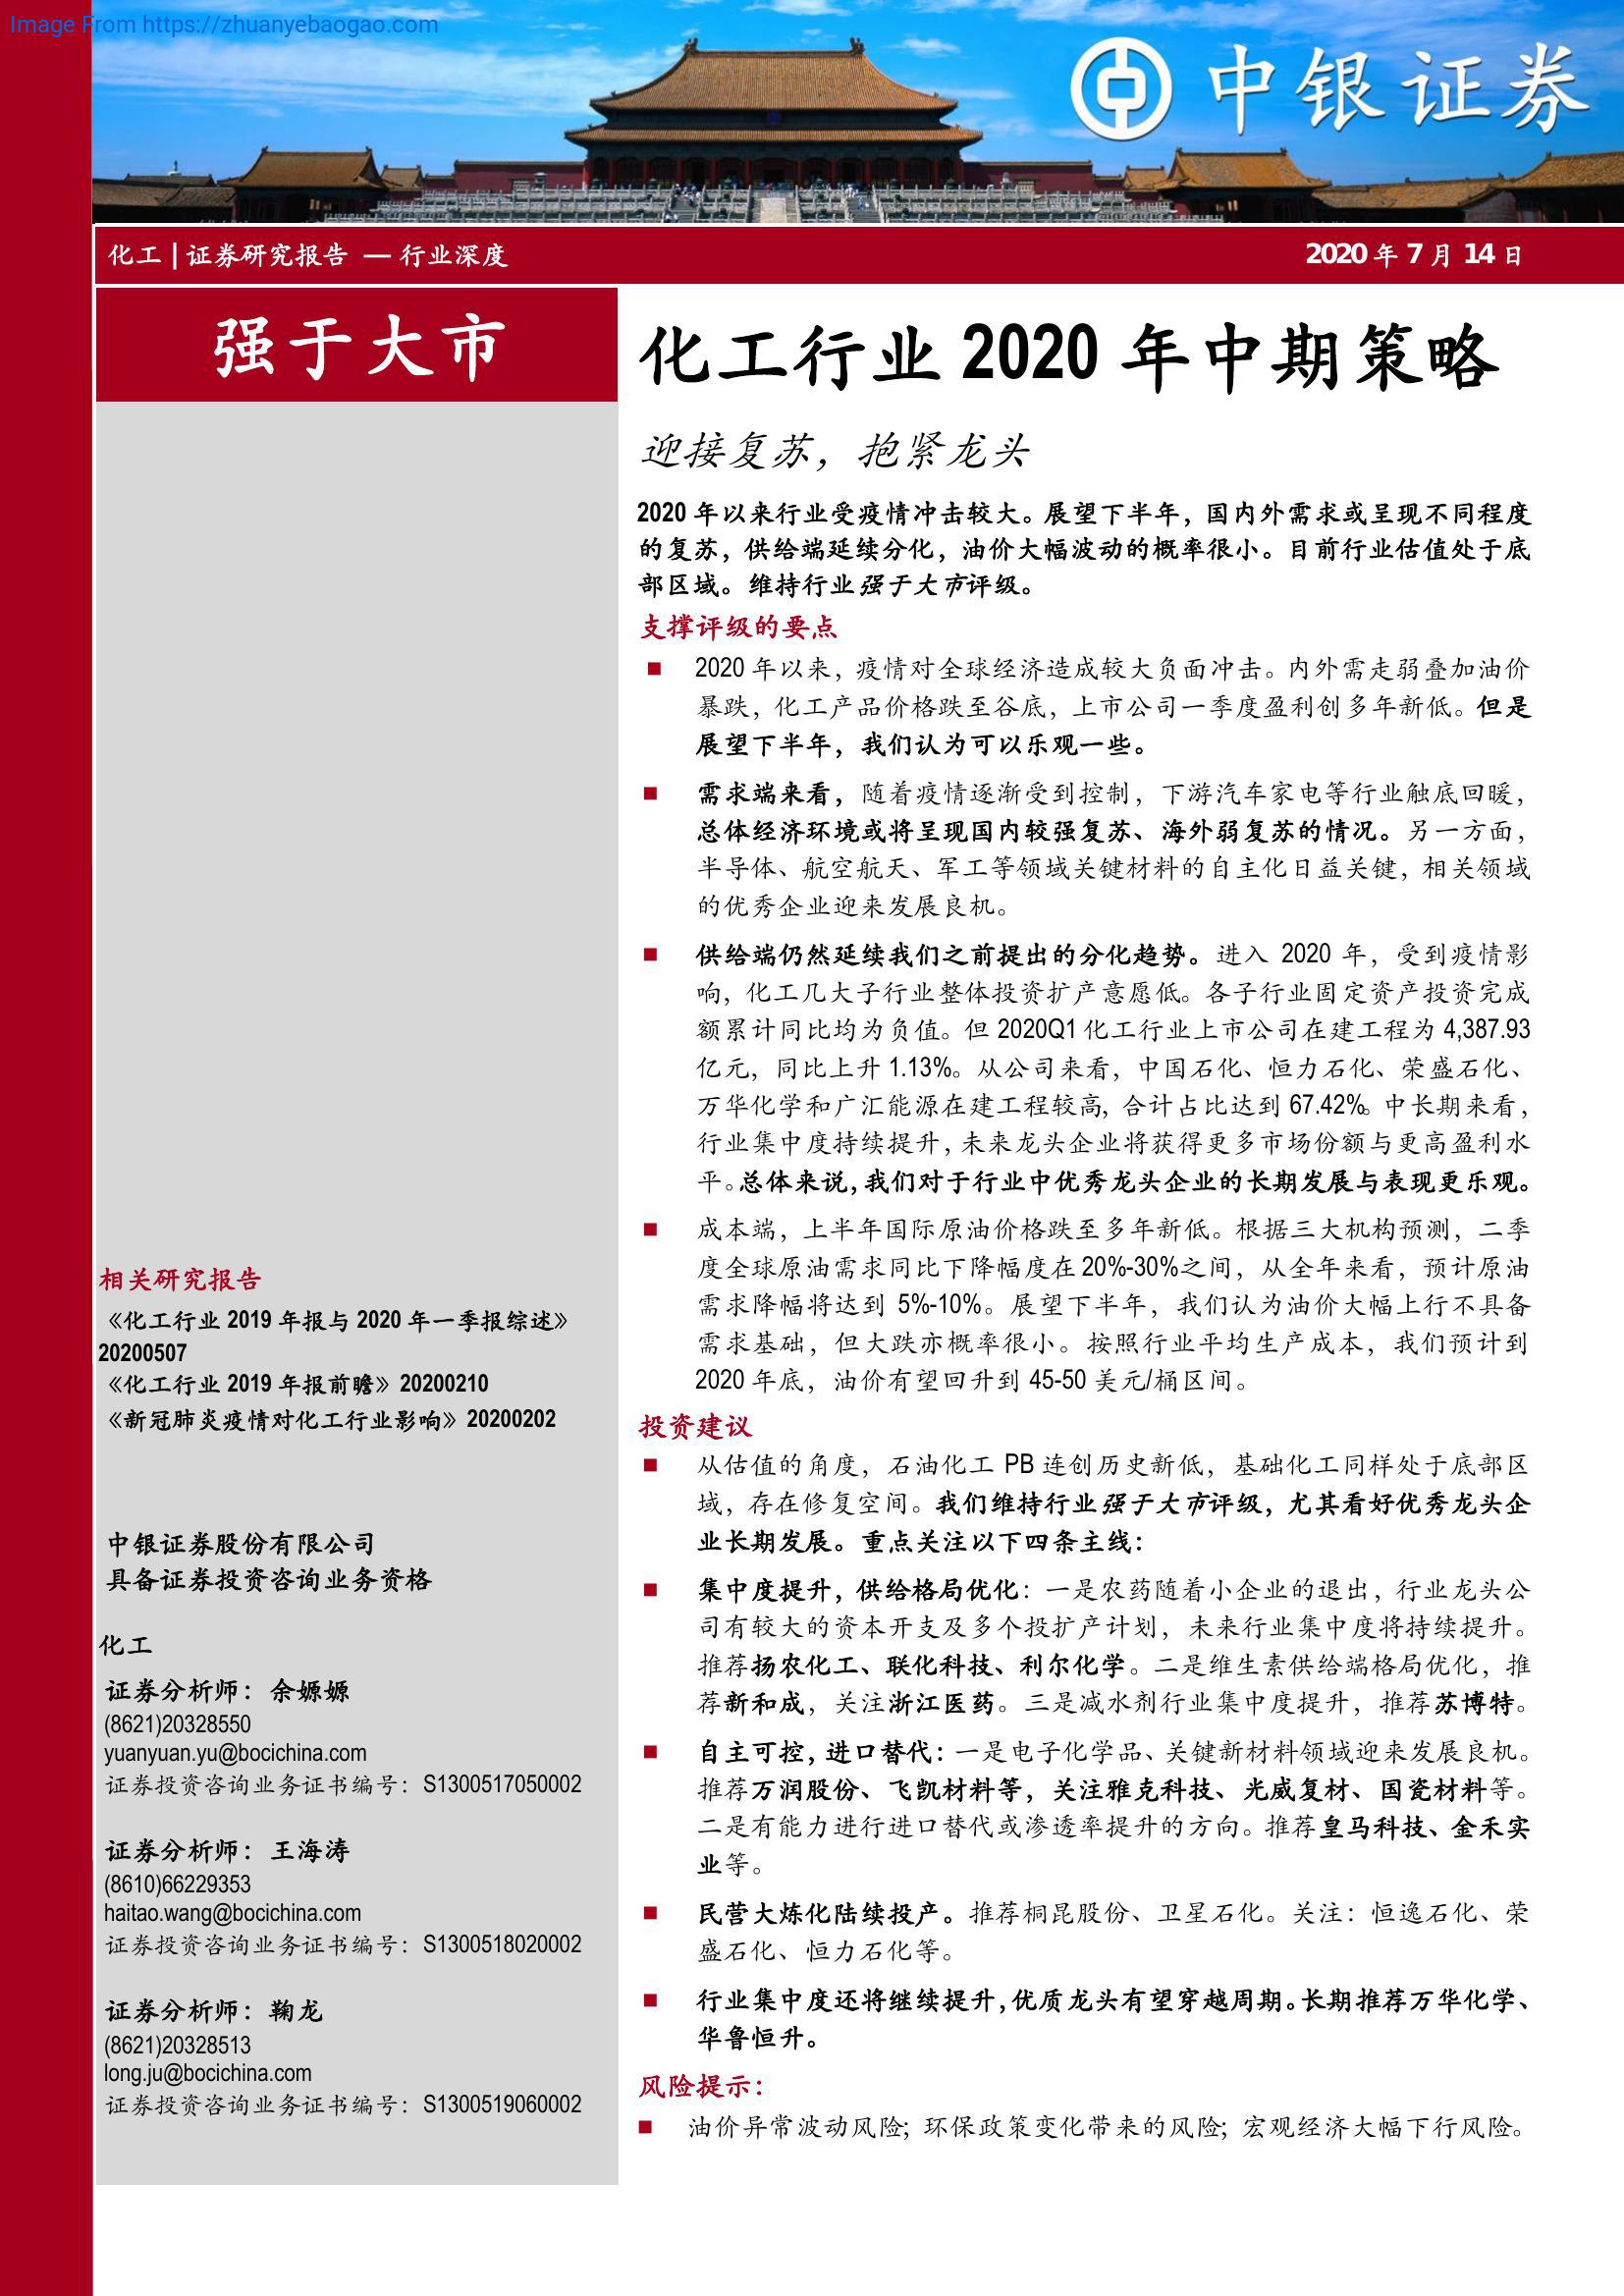 Image From https://zhuanyebaogao.com
中银证券
化工 | 证券研究报告 — 行业深度
2020 年 7 月 14 日
强于大市
化工行业 2020 年中期策略
迎接复苏，抱紧龙头
2020 年以来行业受疫情冲击较大。展望下半年，国内外需求或呈现不同程度
的复苏，供给端延续分化，油价大幅波动的概率很小。目前行业估值处于底
部区域。维持行业强于大市评级。
支撑评级的要点
■ 2020 年以来，疫情对全球经济造成较大负面冲击。内外需走弱叠加油价
暴跌，化工产品价格跌至谷底，上市公司一季度盈利创多年新低。但是
展望下半年，我们认为可以乐观一些。
■ 需求端来看，随着疫情逐渐受到控制，下游汽车家电等行业触底回暖，
总体经济环境或将呈现国内较强复苏、海外弱复苏的情况。另一方面，
半导体、航空航天、军工等领域关键材料的自主化日益关键，相关领域
的优秀企业迎来发展良机。
■ 供给端仍然延续我们之前提出的分化趋势。进入 2020 年，受到疫情影
响，化工几大子行业整体投资扩产意愿低。各子行业固定资产投资完成
额累计同比均为负值。但 2020Q1 化工行业上市公司在建工程为 4,387.93
亿元，同比上升 1.13%。从公司来看，中国石化、恒力石化、荣盛石化、
万华化学和广汇能源在建工程较高，合计占比达到 67.42%。中长期来看，
行业集中度持续提升，未来龙头企业将获得更多市场份额与更高盈利水
平。总体来说，我们对于行业中优秀龙头企业的长期发展与表现更乐观。
■ 成本端，上半年国际原油价格跌至多年新低。根据三大机构预测，二季
度全球原油需求同比下降幅度在 20%-30%之间，从全年来看，预计原油
需求降幅将达到 5%-10%。展望下半年，我们认为油价大幅上行不具备
需求基础，但大跌亦概率很小。按照行业平均生产成本，我们预计到
2020 年底，油价有望回升到 45-50 美元/桶区间。
投资建议
■ 从估值的角度，石油化工 PB 连创历史新低，基础化工同样处于底部区
域，存在修复空间。我们维持行业强于大市评级，尤其看好优秀龙头企
业长期发展。重点关注以下四条主线：
■ 集中度提升，供给格局优化：一是农药随着小企业的退出，行业龙头公
司有较大的资本开支及多个投扩产计划，未来行业集中度将持续提升。
推荐扬农化工、联化科技、利尔化学。二是维生素供给端格局优化，推
荐新和成，关注浙江医药。三是减水剂行业集中度提升，推荐苏博特。
■ 自主可控，进口替代：一是电子化学品、关键新材料领域迎来发展良机。
推荐万润股份、飞凯材料等，关注雅克科技、光威复材、国瓷材料等。
二是有能力进行进口替代或渗透率提升的方向。推荐皇马科技、金禾实
业等。
■ 民营大炼化陆续投产。推荐桐昆股份、卫星石化。关注：恒逸石化、荣
盛石化、恒力石化等。
■ 行业集中度还将继续提升，优质龙头有望穿越周期。长期推荐万华化学、
华鲁恒升。
风险提示：
■ 油价异常波动风险；环保政策变化带来的风险；宏观经济大幅下行风险。
相关研究报告
《化工行业 2019 年报与 2020 年一季报综述》
20200507
《化工行业 2019 年报前瞻》20200210
《新冠肺炎疫情对化工行业影响》20200202
中银证券股份有限公司
具备证券投资咨询业务资格
化工
证券分析师：余嫄嫄
(8621)20328550
yuanyuan.yu@bocichina.com
证券投资咨询业务证书编号：S1300517050002
证券分析师：王海涛
(8610)66229353
haitao.wang@bocichina.com
证券投资咨询业务证书编号：S1300518020002
证券分析师：鞠龙
(8621)20328513
long.ju@bocichina.com
证券投资咨询业务证书编号：S1300519060002